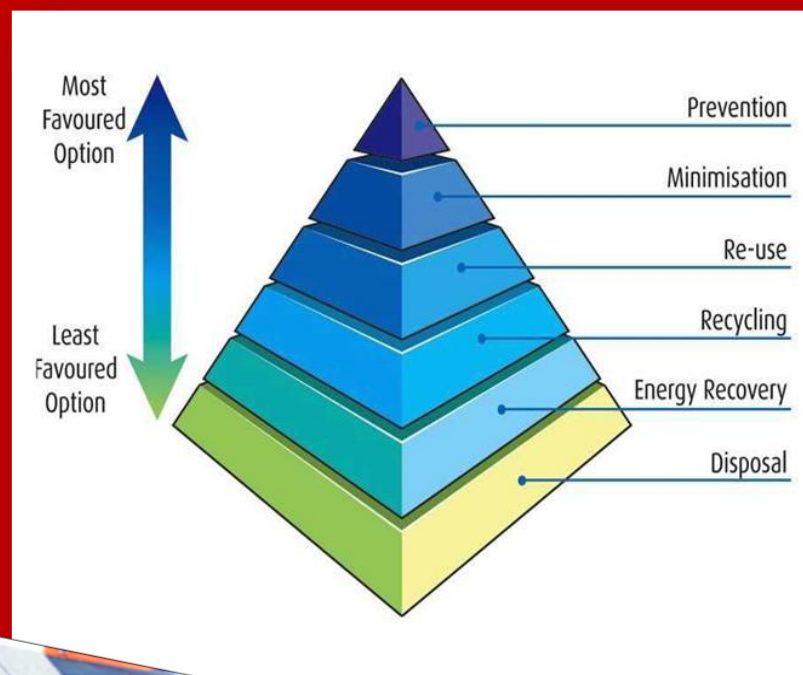 Most
Favoured
Option
Least
Favoured
Option
Prevention
Minimisation
Re-use
Recycling
Energy Recovery
Disposal